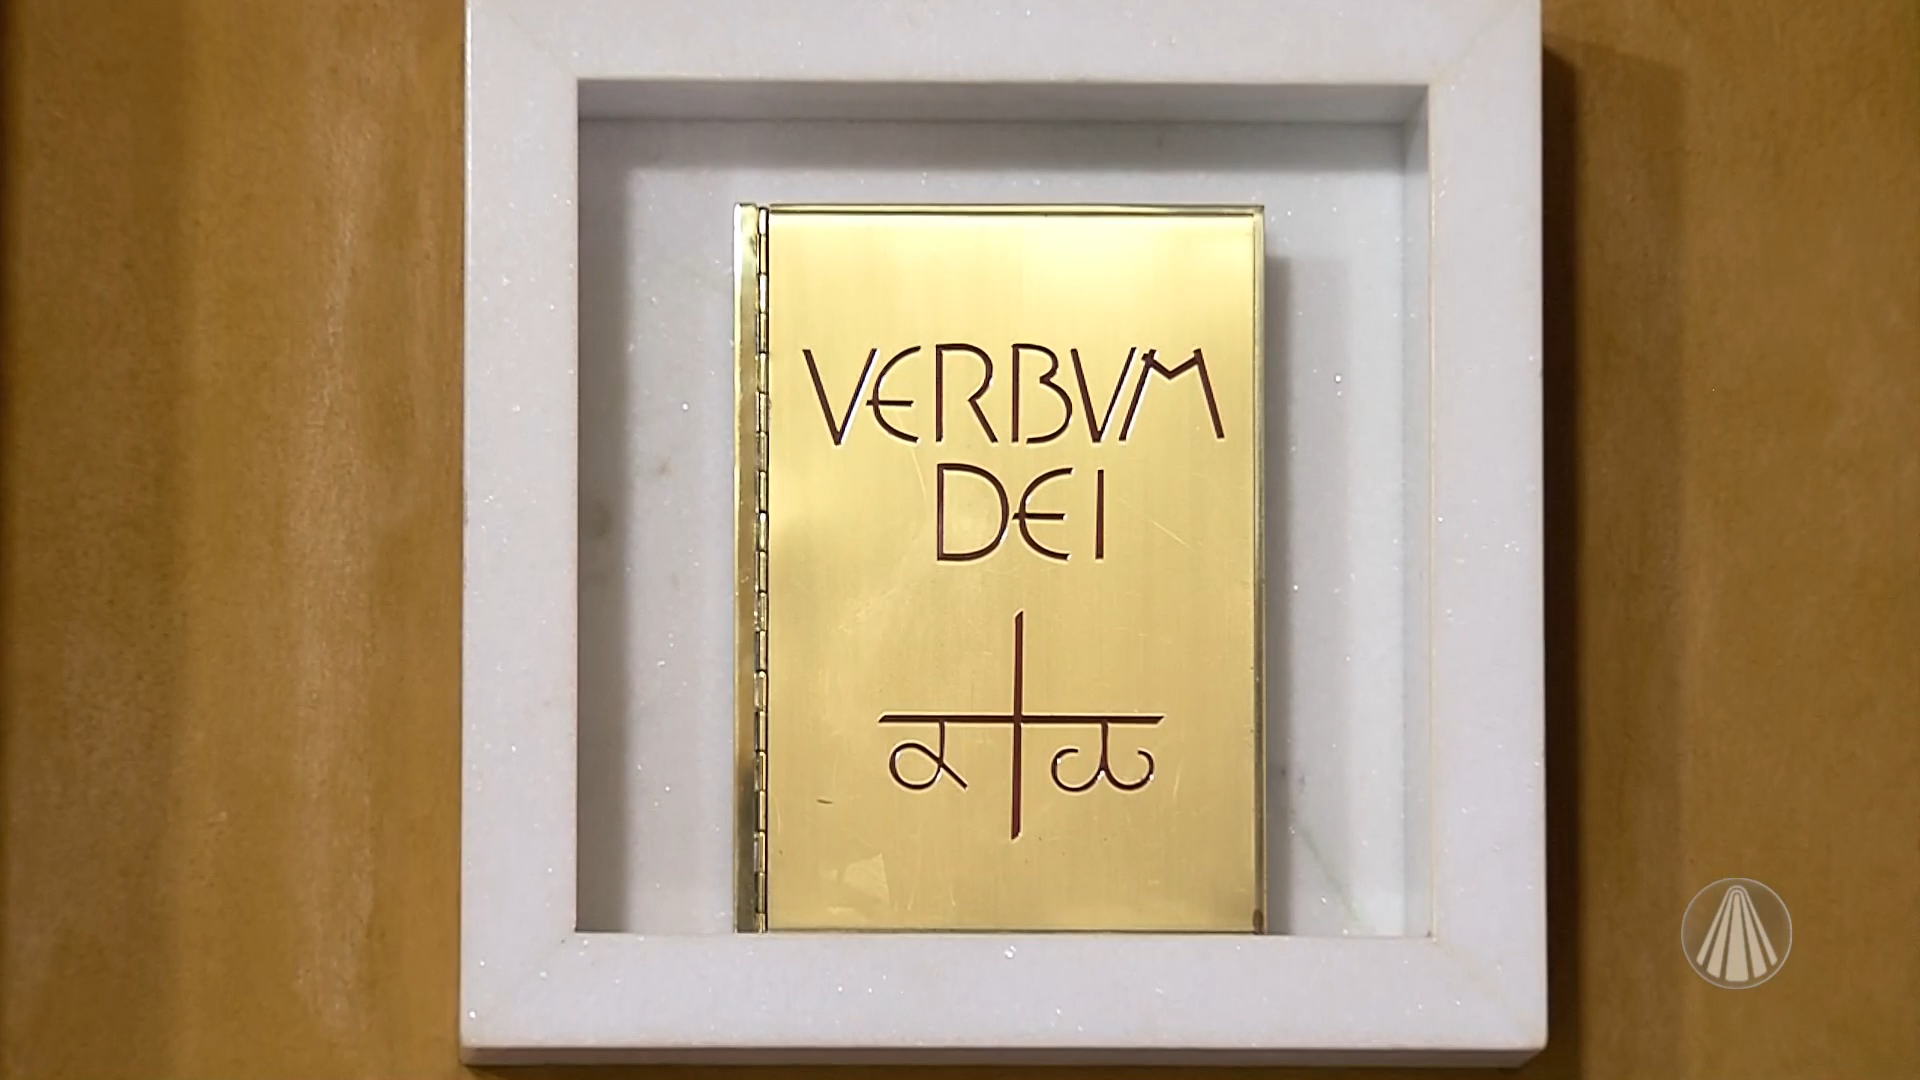 VERBVM
DEI
α ω